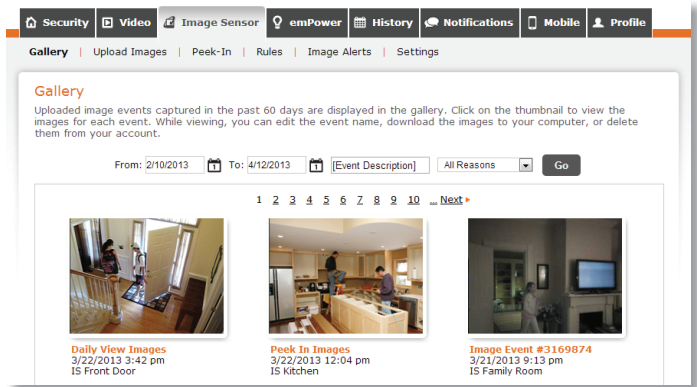 Security Video Image Sensor emPower History Notifications Mobile Profile
Gallery | Upload Images | Peek-In | Rules | Image Alerts | Settings
Gallery
Uploaded image events captured in the past 60 days are displayed in the gallery. Click on the thumbnail to view the
images for each event. While viewing, you can edit the event name, download the images to your computer, or delete
them from your account.
From: 2/10/2013 To: 4/12/2013 [Event Description] All Reasons Go
1 2 3 4 5 6 7 8 9 10 ... Next
Daily View Images
3/22/2013 3:42 pm
IS Front Door
Peek In Images
3/22/2013 12:04 pm
IS Kitchen
Image Event #3169874
3/21/2013 9:13 pm
IS Family Room